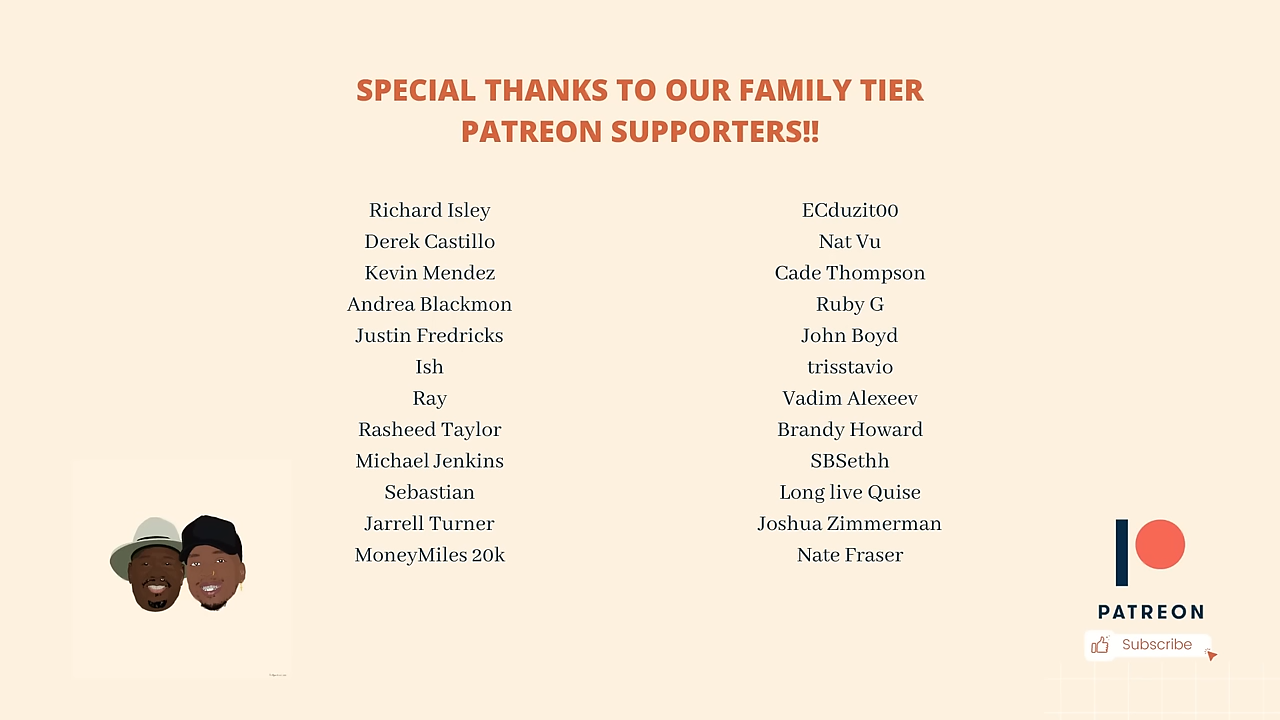 SPECIAL THANKS TO OUR FAMILY TIER
PATREON SUPPORTERS!!
Richard Isley
Derek Castillo
Kevin Mendez
Andrea Blackmon
Justin Fredricks
Ish
Ray
Rasheed Taylor
Michael Jenkins
Sebastian
Jarrell Turner
MoneyMiles 20k
ECduzit00
Nat Vu
Cade Thompson
Ruby G
John Boyd
trisstavio
Vadim Alexeev
Brandy Howard
SBSethh
Long live Quise
Joshua Zimmerman
Nate Fraser
PATREON
Subscribe